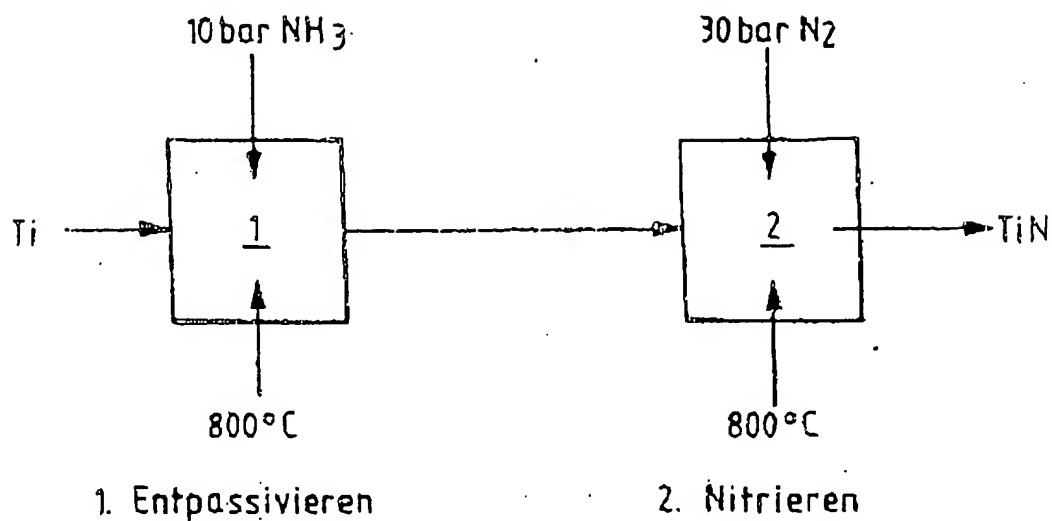 10 bar NH3
30 bar N2
Ti
1
2
TiN
800°C
800°C
1. Entpassivieren
2. Nitrieren